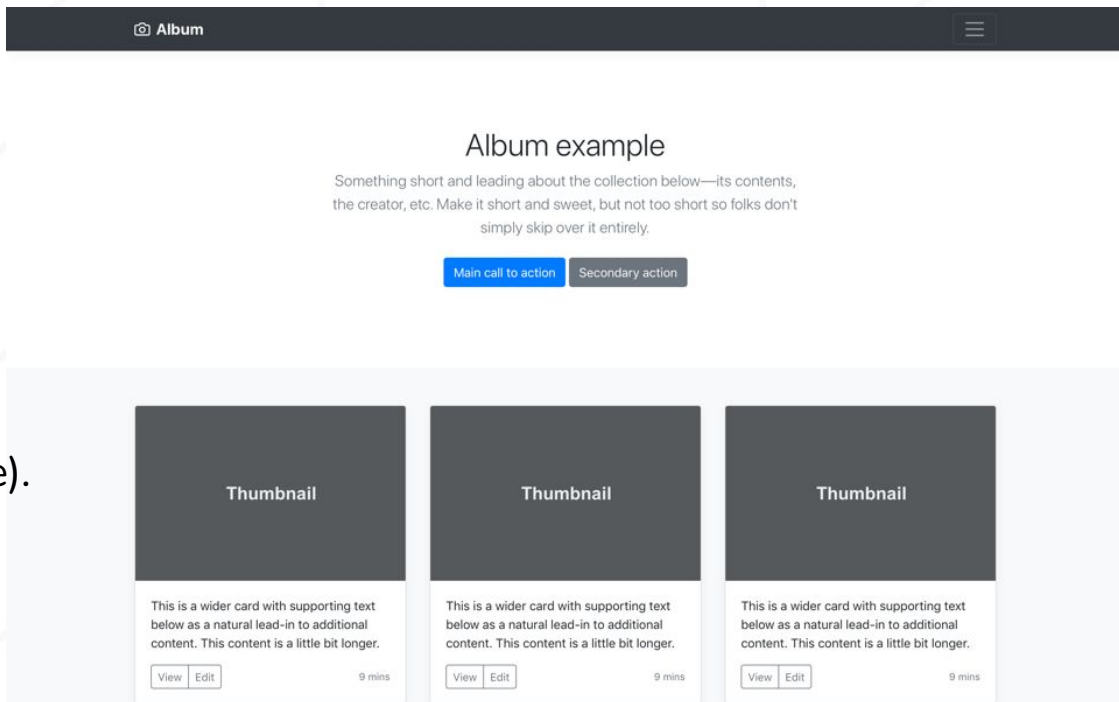 Album
Album example
Something short and leading about the collection below—its contents,
the creator, etc. Make it short and sweet, but not too short so folks don't
simply skip over it entirely.
Main call to action Secondary action
e).
Thumbnail Thumbnail Thumbnail
This is a wider card with supporting text
below as a natural lead-in to additional
content. This content is a little bit longer.
View Edit 9 mins
This is a wider card with supporting text
below as a natural lead-in to additional
content. This content is a little bit longer.
View Edit 9 mins
This is a wider card with supporting text
below as a natural lead-in to additional
content. This content is a little bit longer.
View Edit 9 mins